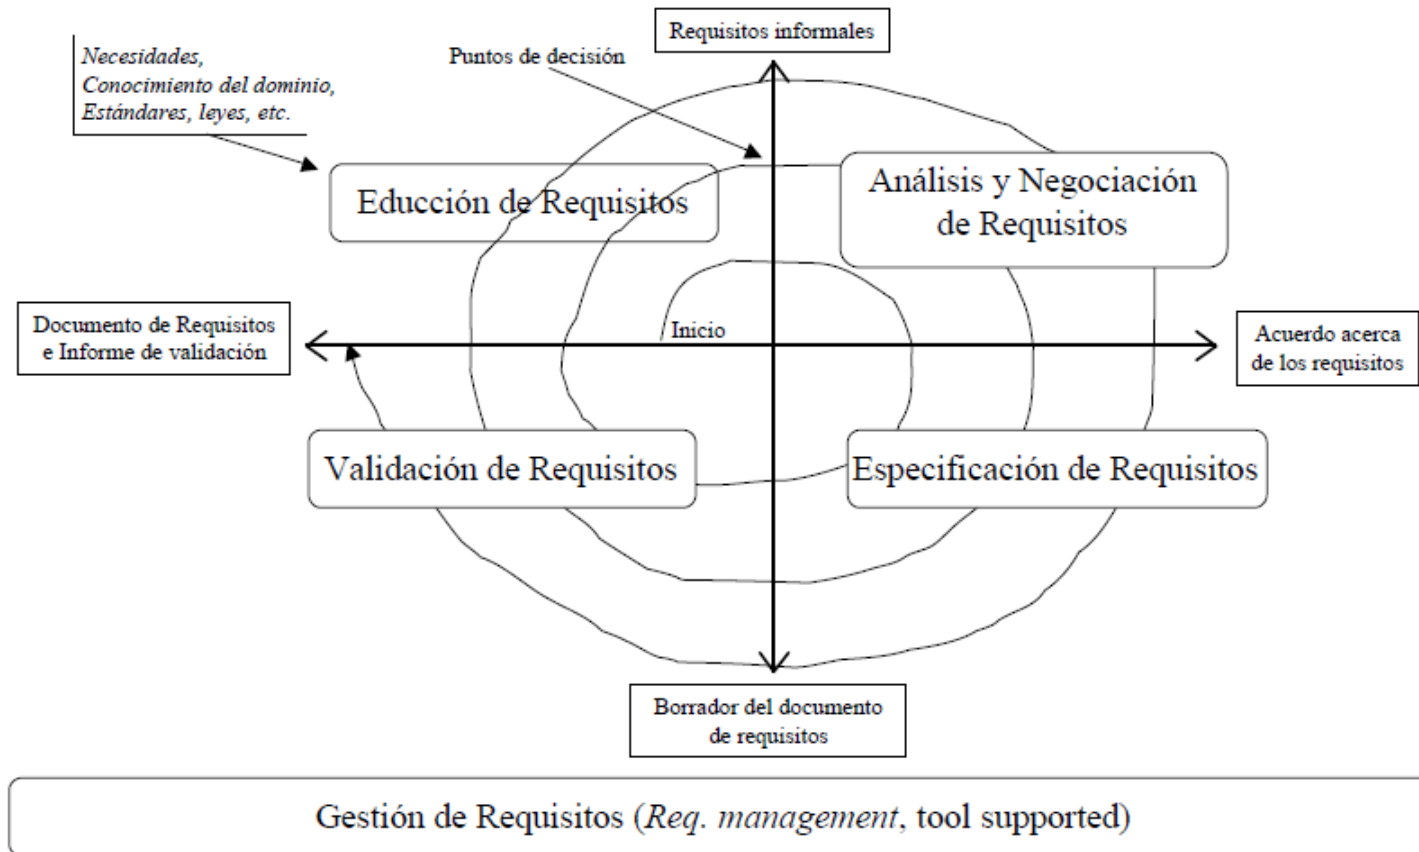 Requisitos informales
Necesidades,
Conocimiento del dominio,
Estándares, leyes, etc.
Puntos de decisión
Educción de Requisitos
Análisis y Negociación
de Requisitos
Documento de Requisitos
e Informe de validación
Inicio
Acuerdo acerca
de los requisitos
Validación de Requisitos
Especificación de Requisitos
Borrador del documento
de requisitos
Gestión de Requisitos (Req. management, tool supported)